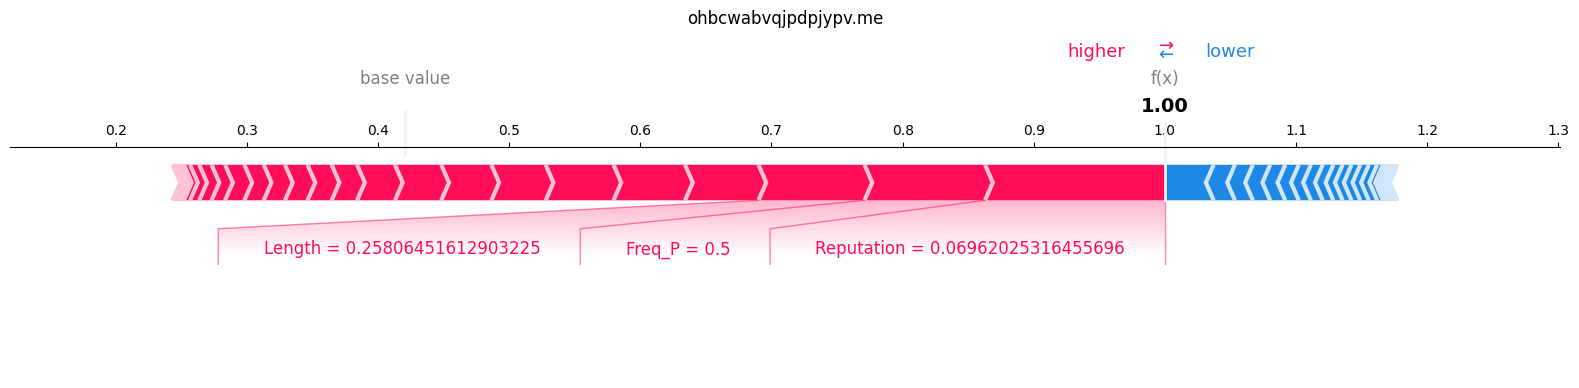 ohbcwabvqjpdpjypv.me
higher ⇄ lower
base value f(x)
1.00
0.2 0.3 0.4 0.5 0.6 0.7 0.8 0.9 1.0 1.1 1.2 1.3
Length = 0.25806451612903225 Freq_P = 0.5 Reputation = 0.06962025316455696